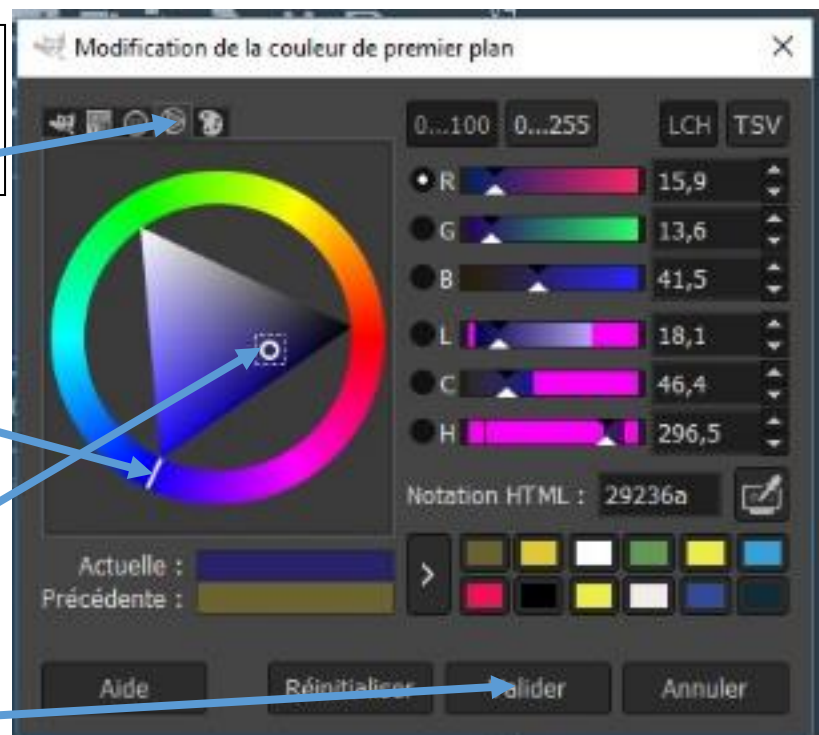 Modification de la couleur de premier plan
0...100 0...255 LCH TSV
R 15,9
G 13,6
B 41,5
L 18,1
C 46,4
H 296,5
Notation HTML : 29236a
Actuelle :
Précédente :
Aide Réinitialiser Valider Annuler